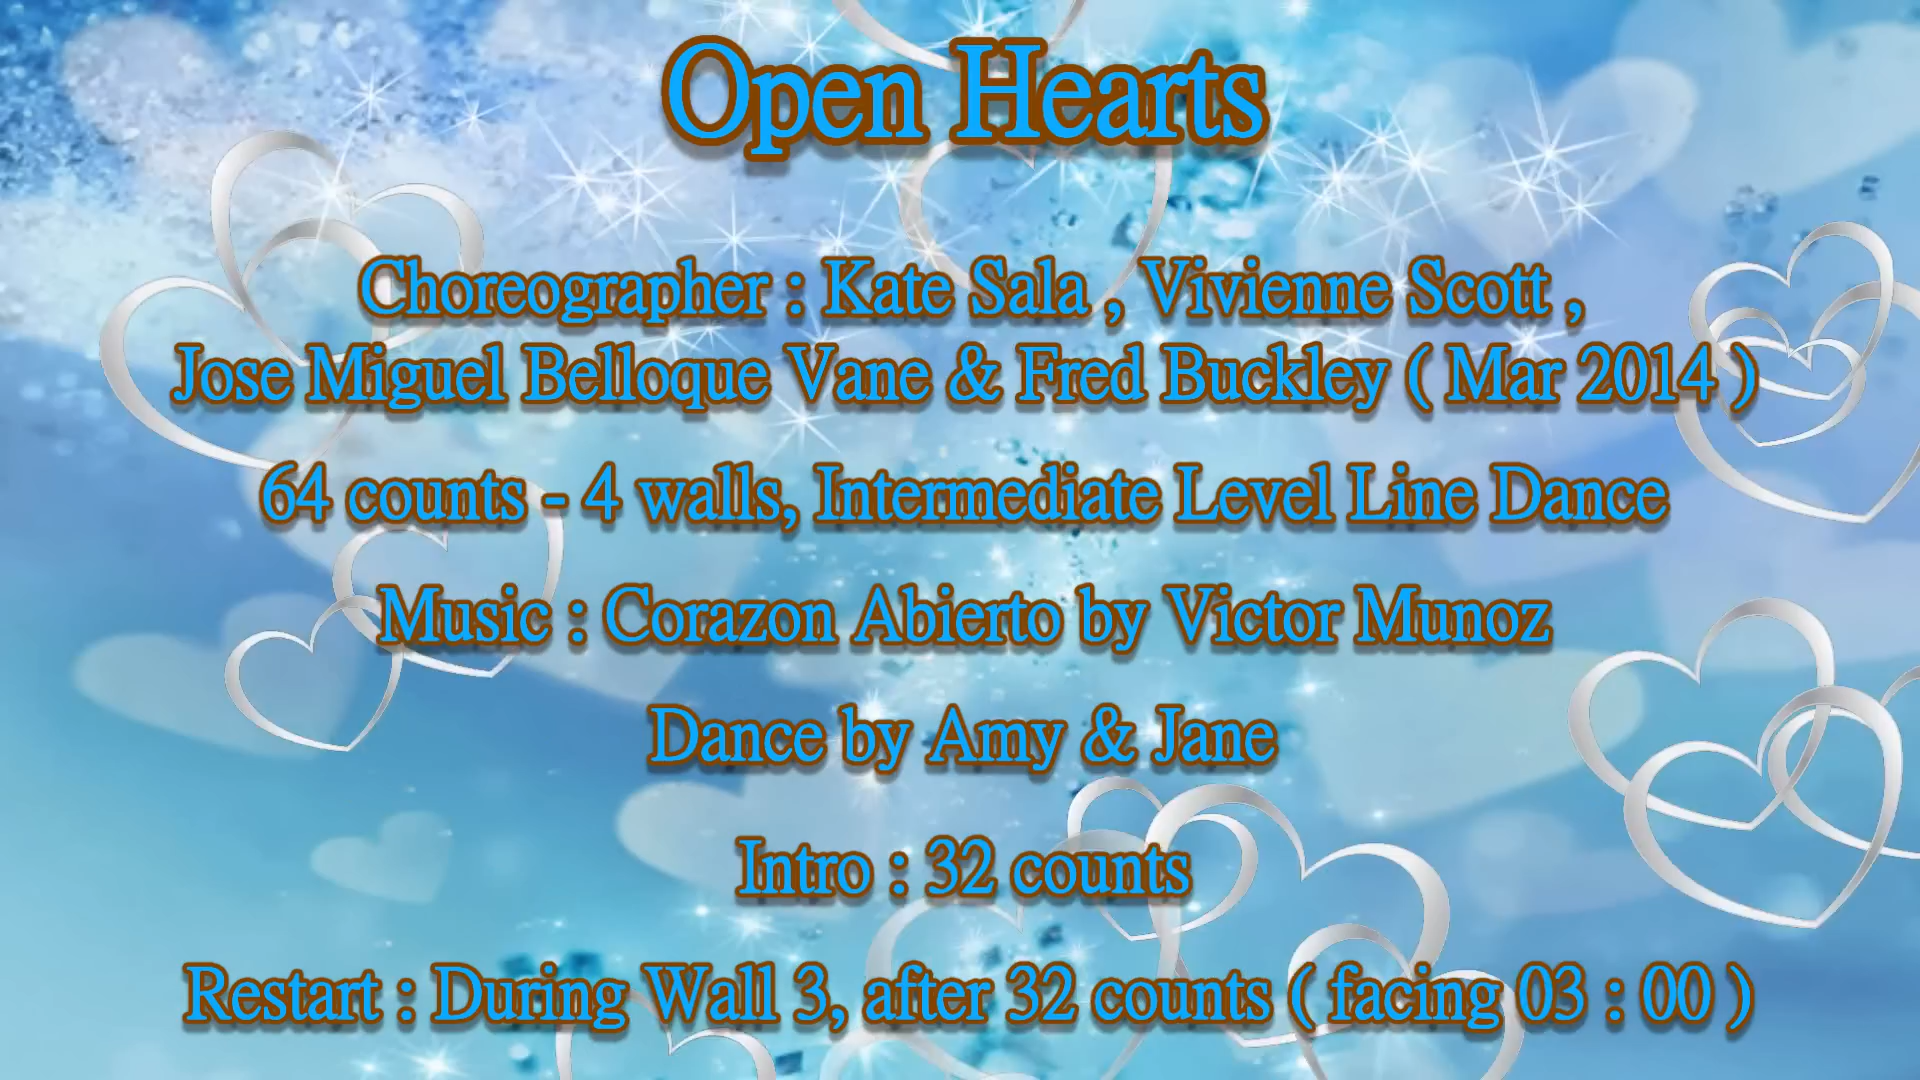 Open Hearts
Choreographer : Kate Sala , Vivienne Scott ,
Jose Miguel Belloque Vane & Fred Buckley ( Mar 2014 )
64 counts - 4 walls, Intermediate Level Line Dance
Music : Corazon Abierto by Victor Munoz
Dance by Amy & Jane
Intro : 32 counts
Restart : During Wall 3, after 32 counts ( facing 03 : 00 )